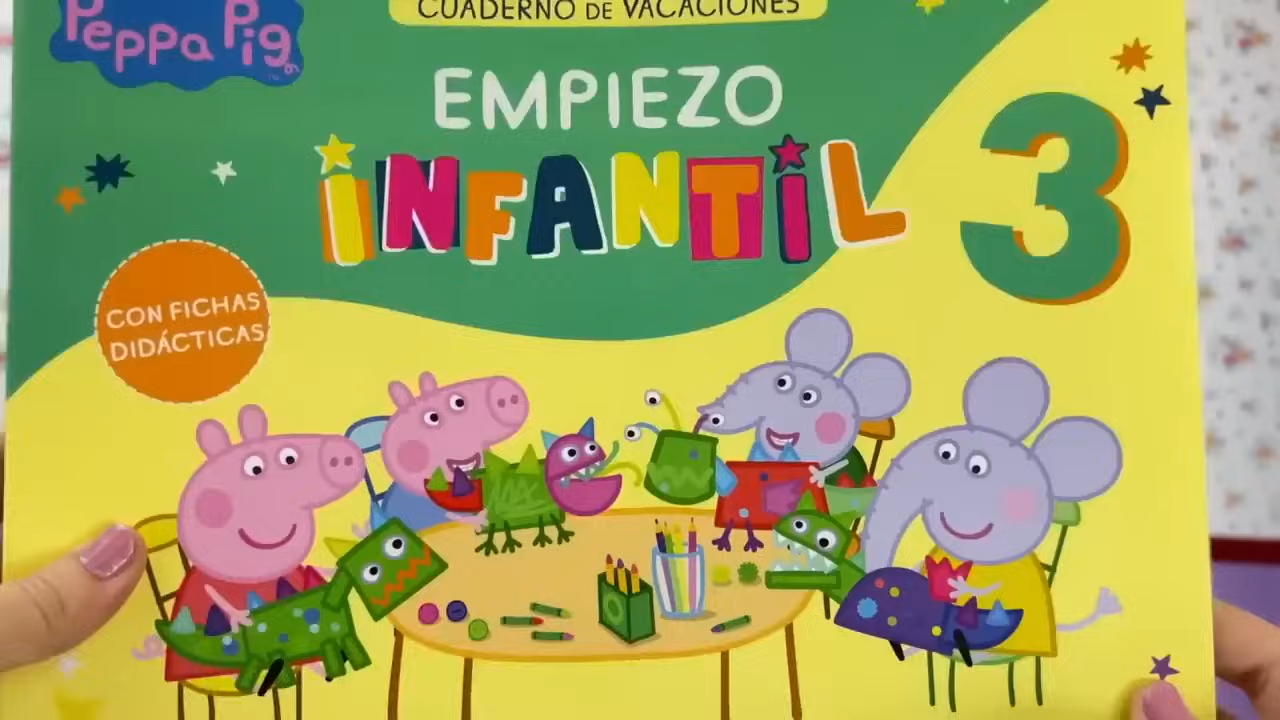 Peppa Pig
CUADERNO DE VACACIONES
EMPIEZO
INFANTIL 3
CON FICHAS
DIDÁCTICAS